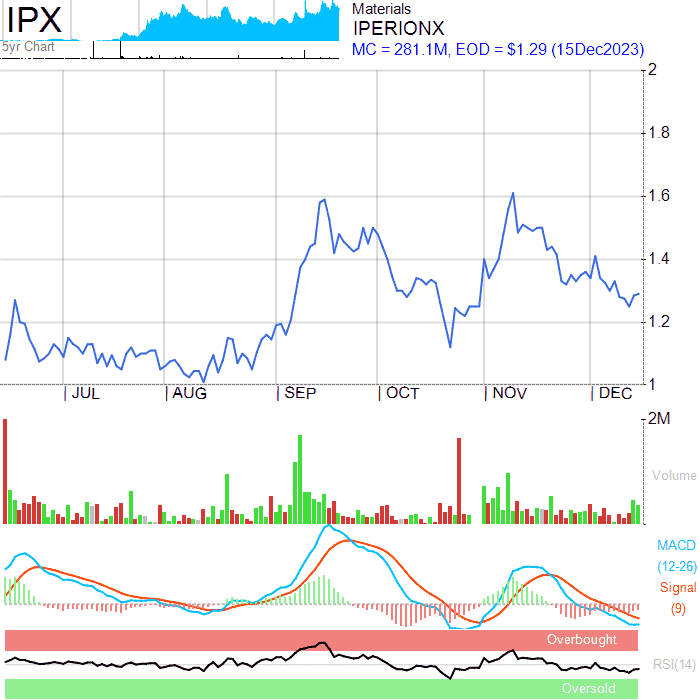 IPX
5yr Chart
Materials
IPERIONX
MC = 281.1M, EOD = $1.29 (15Dec2023)
2
1.8
1.6
1.4
1.2
1
JUL AUG SEP OCT NOV DEC
2M
Volume
MACD
(12-26)
Signal
(9)
Overbought
RSI(14)
Oversold